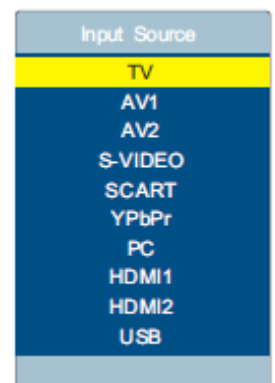 Input Source
TV
AV1
AV2
S-VIDEO
SCART
YPbPr
PC
HDMI1
HDMI2
USB